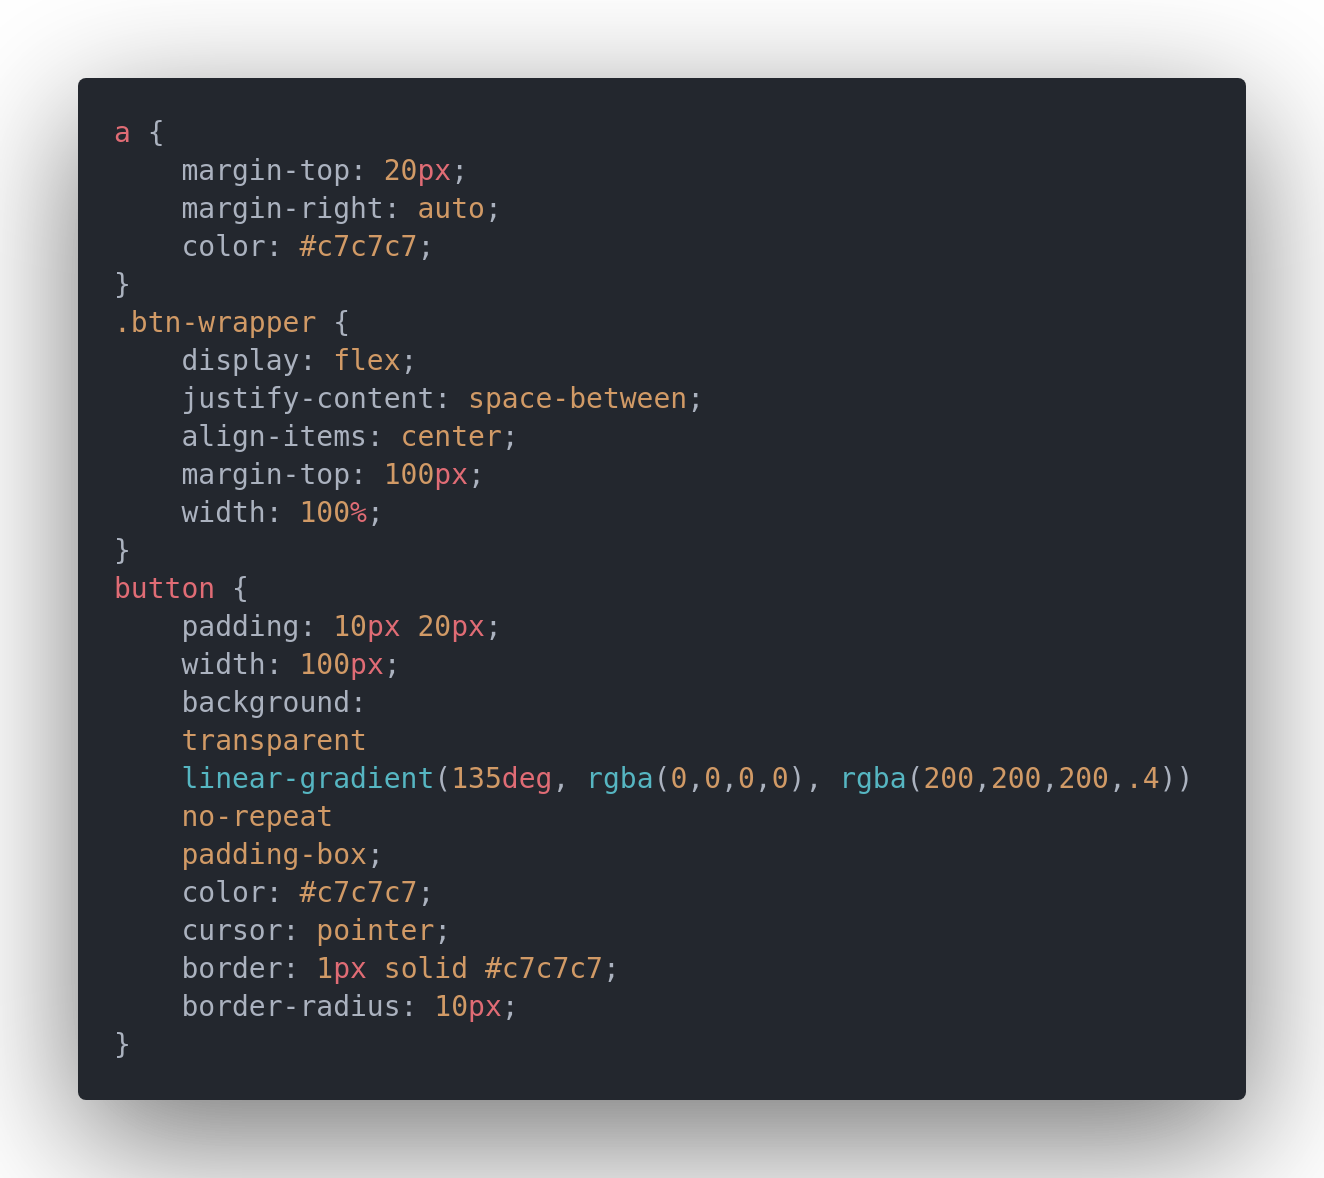 a {
    margin-top: 20px;
    margin-right: auto;
    color: #c7c7c7;
}
.btn-wrapper {
    display: flex;
    justify-content: space-between;
    align-items: center;
    margin-top: 100px;
    width: 100%;
}
button {
    padding: 10px 20px;
    width: 100px;
    background:
    transparent
    linear-gradient(135deg, rgba(0,0,0,0), rgba(200,200,200,.4))
    no-repeat
    padding-box;
    color: #c7c7c7;
    cursor: pointer;
    border: 1px solid #c7c7c7;
    border-radius: 10px;
}